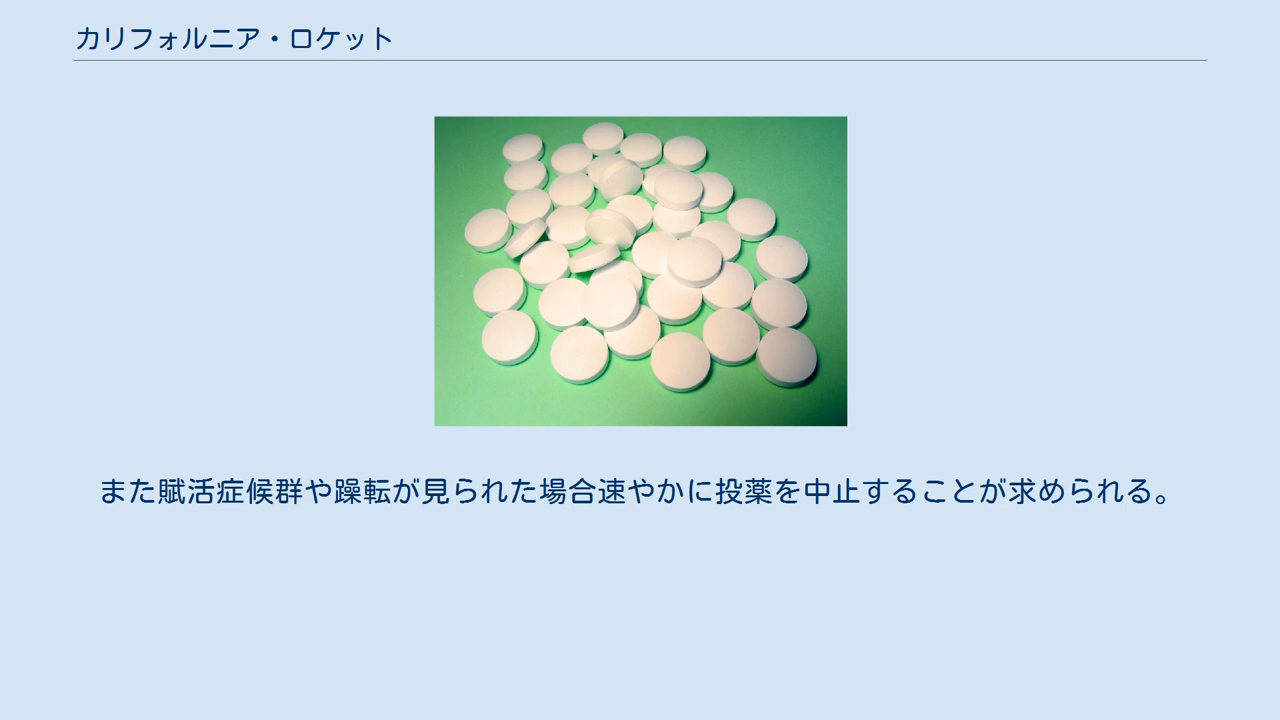 カリフォルニア・ロケット
また賦活症候群や躁転が見られた場合速やかに投薬を中止することが求められる。